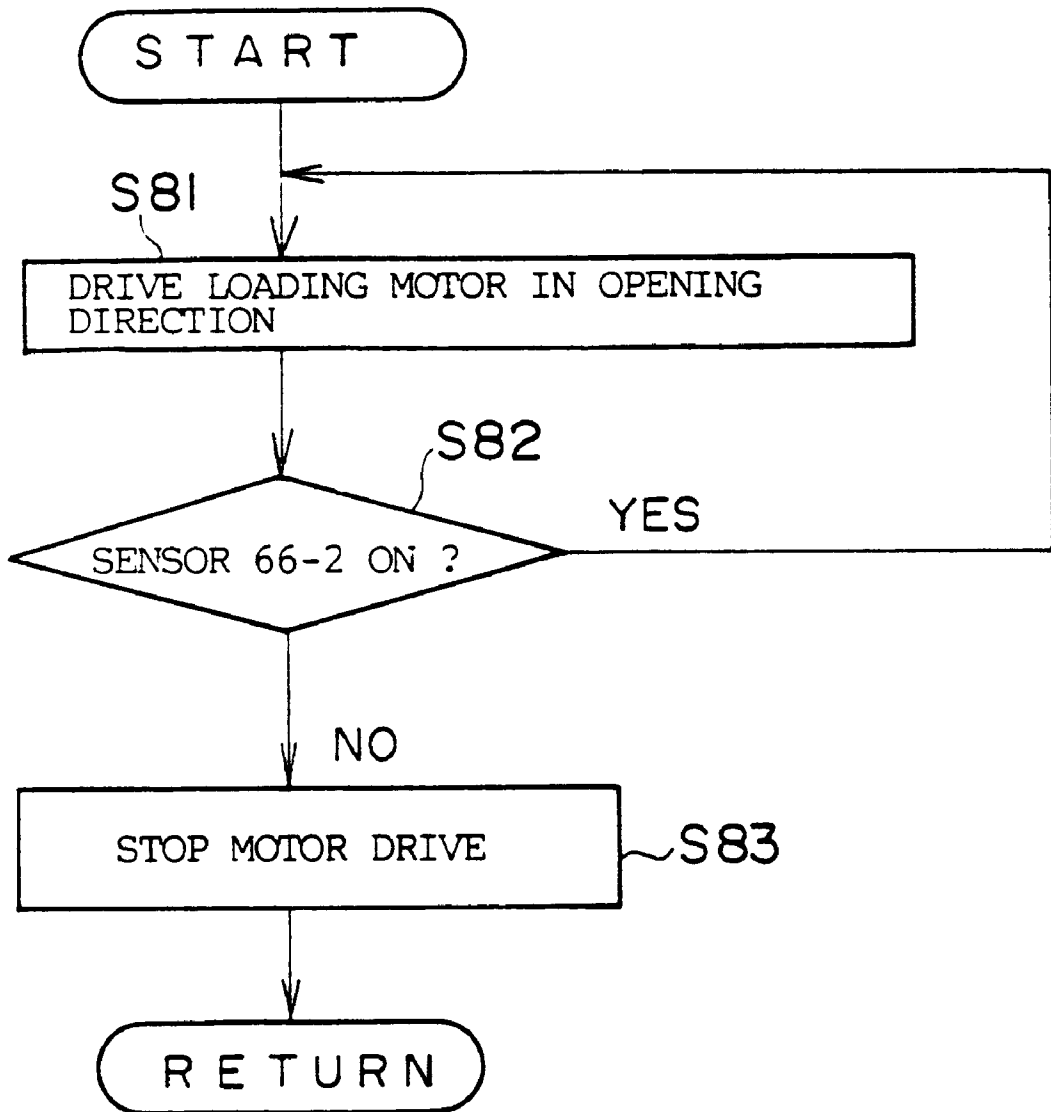 START
S81
DRIVE LOADING MOTOR IN OPENING
DIRECTION
S82
SENSOR 66-2 ON ?
YES
NO
STOP MOTOR DRIVE
S83
RETURN